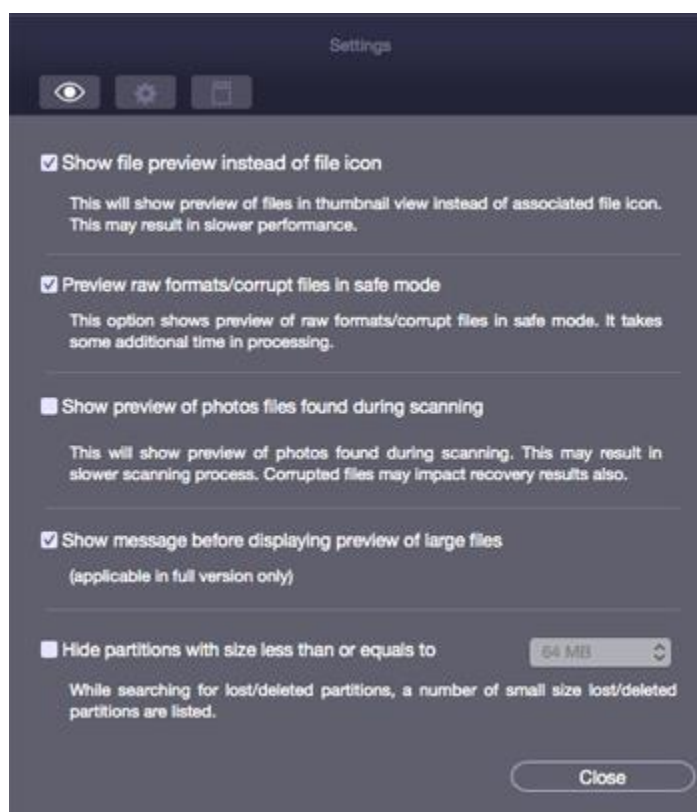 Settings
Show file preview instead of file icon
This will show preview of files in thumbnail view instead of associated file icon.
This may result in slower performance.
Preview raw formats/corrupt files in safe mode
This option shows preview of raw formats/corrupt files in safe mode. It takes
some additional time in processing.
Show preview of photos files found during scanning
This will show preview of photos found during scanning. This may result in
slower scanning process. Corrupted files may impact recovery results also.
Show message before displaying preview of large files
(applicable in full version only)
Hide partitions with size less than or equals to 64 MB
While searching for lost/deleted partitions, a number of small size lost/deleted
partitions are listed.
Close